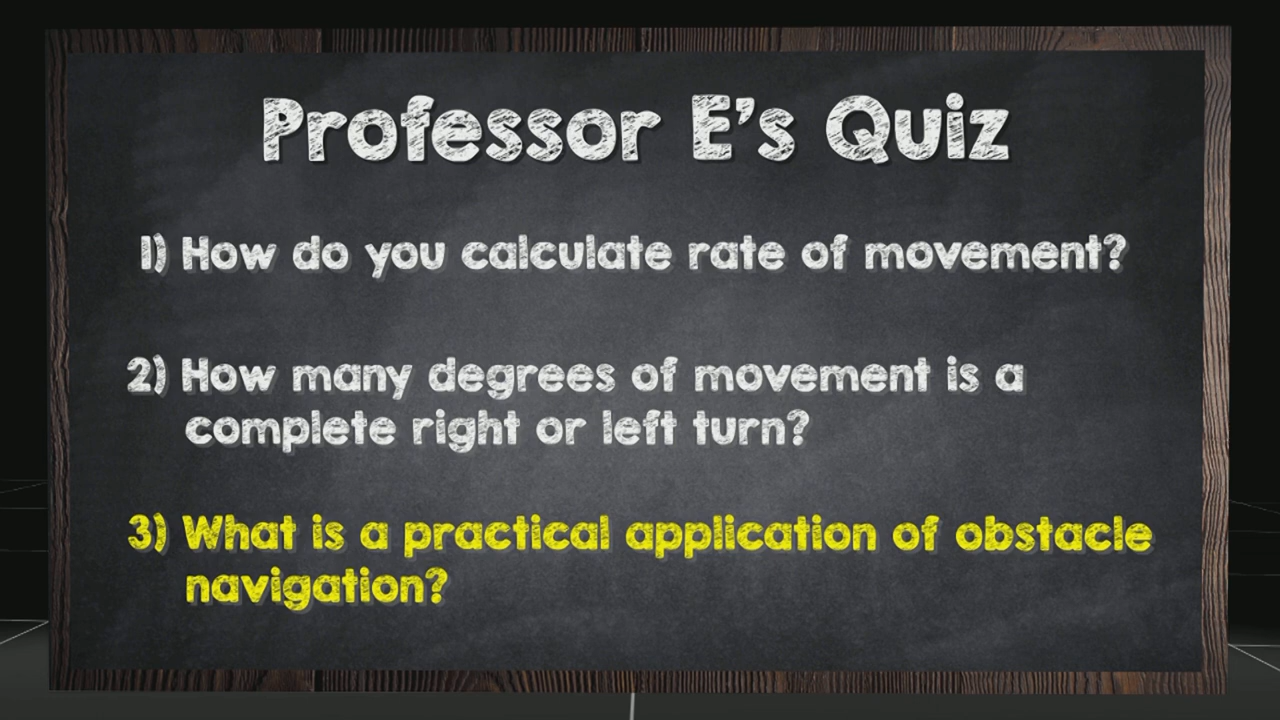 Professor E's Quiz
1) How do you calculate rate of movement?
2) How many degrees of movement is a
complete right or left turn?
3) What is a practical application of obstacle
navigation?